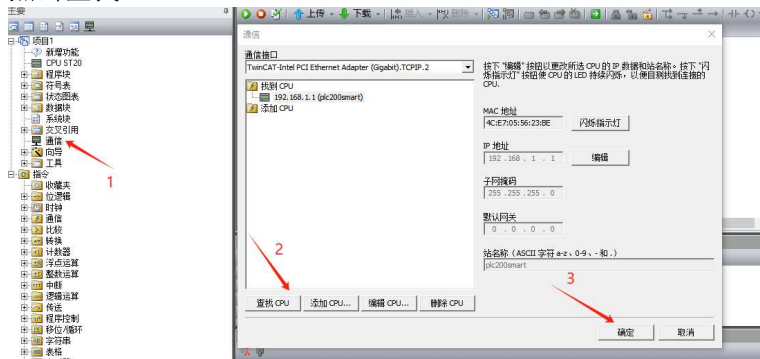 主要
上传
下载
插入
删除
项目1
新增功能
CPU ST20
程序块
符号表
状态图表
数据块
系统块
交叉引用
通信
向导
工具
指令
收藏夹
位逻辑
时钟
通信
比较
转换
计数器
浮点运算
整数运算
中断
逻辑运算
传送
程序控制
移位/循环
字符串
表格
1
通信
通信接口
TwinCAT-Intel PCI Ethernet Adapter (Gigabit).TCPIP.2
找到 CPU
192.168.1.1 (plc200smart)
添加 CPU
2
查找 CPU
添加 CPU...
编辑 CPU...
删除 CPU
按下 "编辑" 按钮以更改所选 CPU 的 IP 数据和站名称。按下 "闪
烁指示灯" 按钮使 CPU 的 LED 持续闪烁，以便目测找到连接的
CPU.
MAC 地址
4C:E7:05:56:23:BE
闪烁指示灯
IP 地址
192 . 168 . 1 . 1
编辑
子网掩码
255 . 255 . 255 . 0
默认网关
0 . 0 . 0 . 0
站名称（ASCII 字符 a-z、0-9、- 和 .）
plc200smart
3
确定
取消